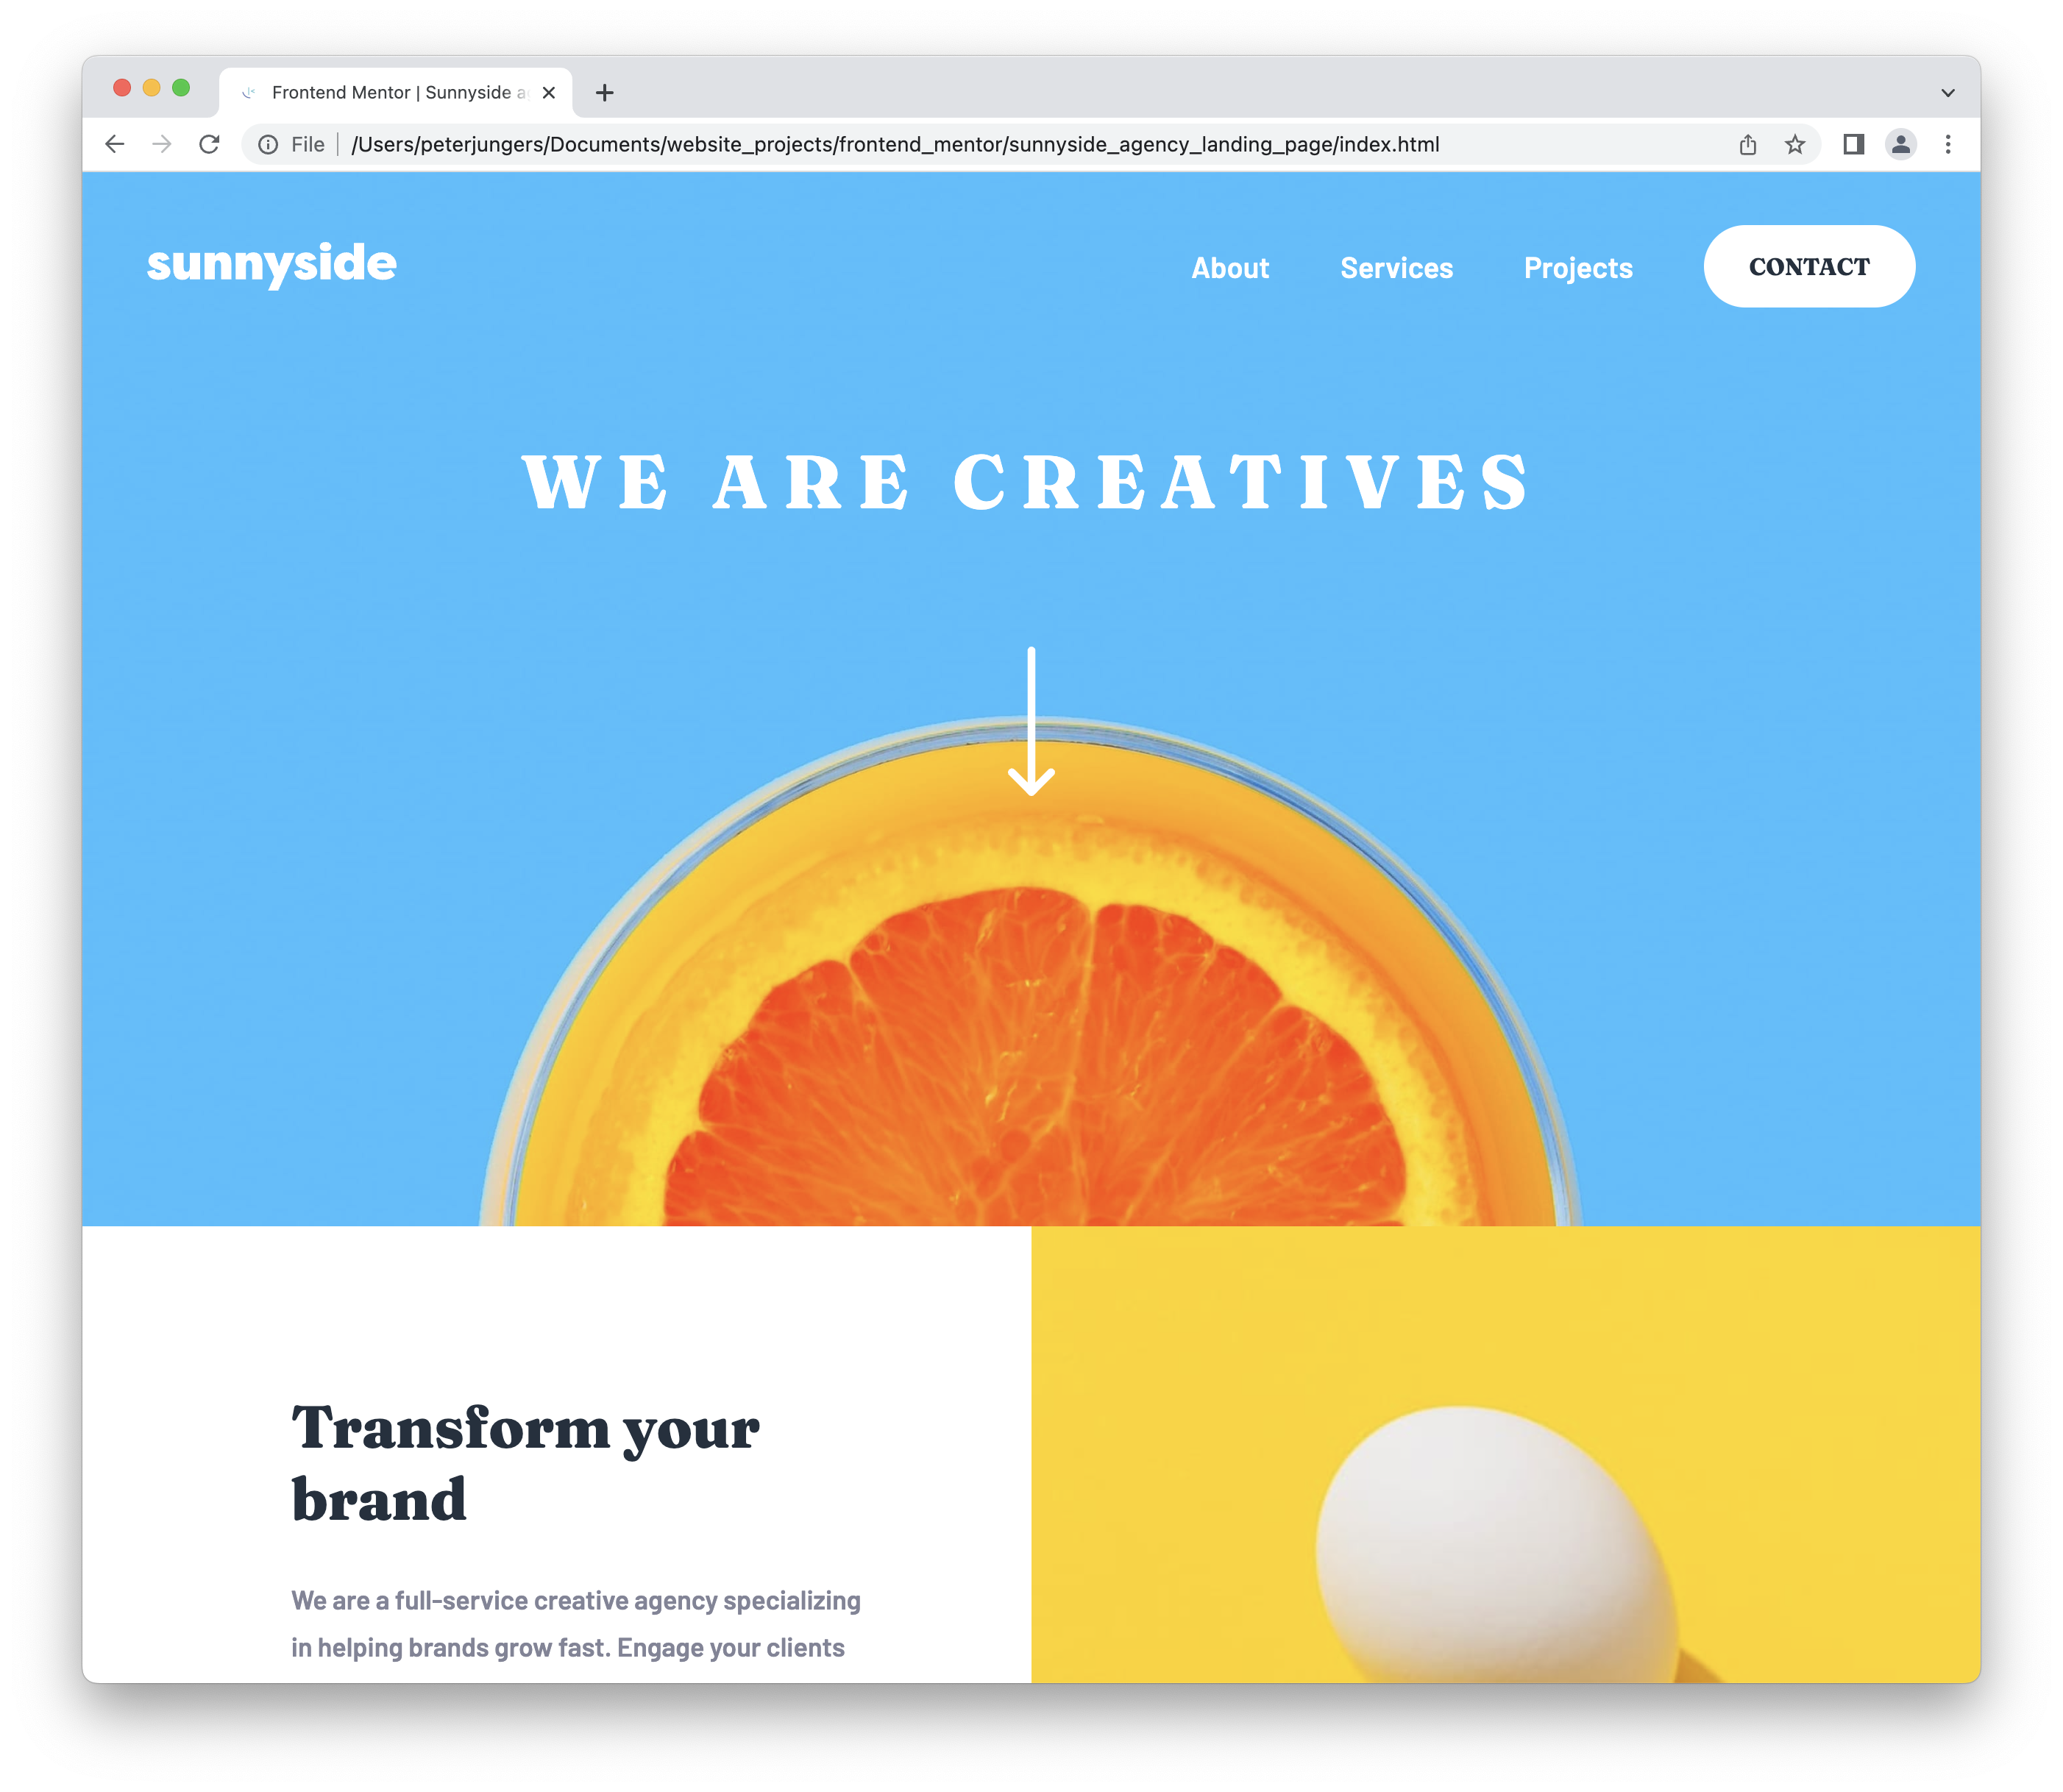 Frontend Mentor | Sunnyside
File
/Users/peterjungers/Documents/website_projects/frontend_mentor/sunnyside_agency_landing_page/index.html
sunnyside
About
Services
Projects
CONTACT
WE ARE CREATIVES
Transform your
brand
We are a full-service creative agency specializing
in helping brands grow fast. Engage your clients